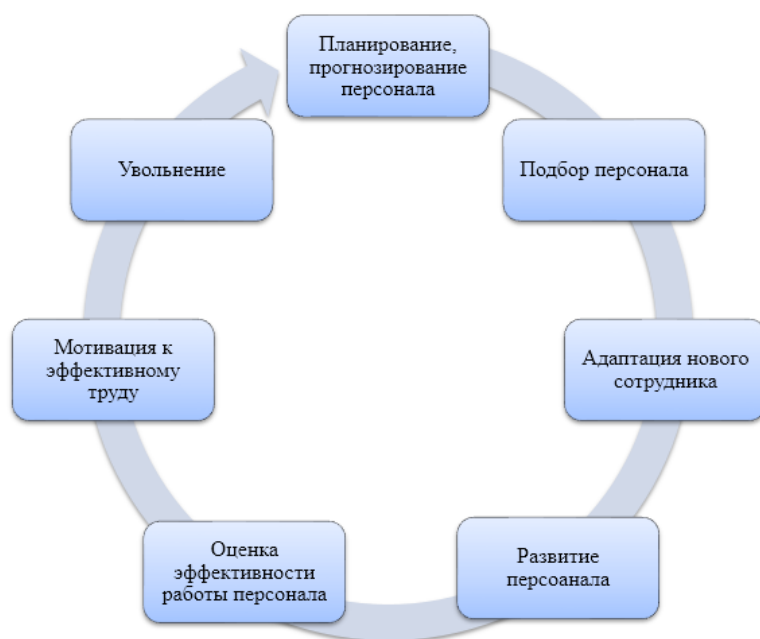 Планирование,
прогнозирование
персонала
Подбор персонала
Адаптация нового
сотрудника
Развитие
персоанала
Оценка
эффективности
работы персонала
Мотивация к
эффективному
труду
Увольнение